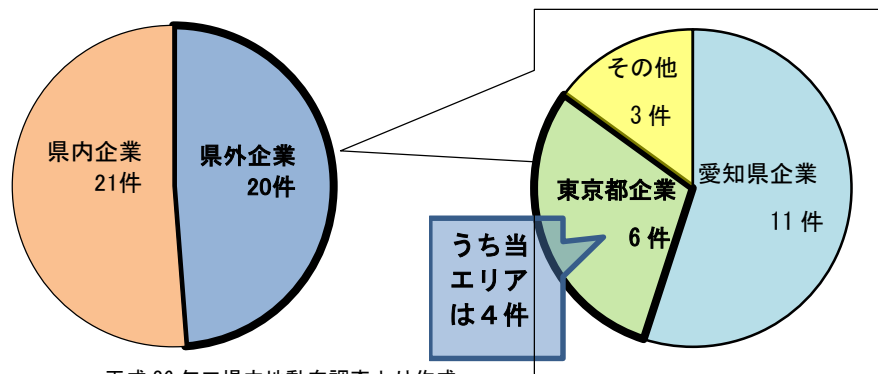 県内企業
21件
県外企業
20件
その他
3件
愛知県企業
11件
東京都企業
6件
うち当
エリア
は4件